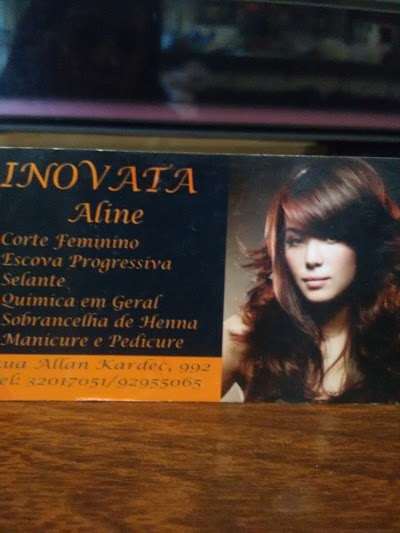 INOVATA
Aline
Corte Feminino
Escova Progressiva
Selante
Química em Geral
Sobrancelha de Henna
Manicure e Pedicure
ua Allan Kardec, 992
el: 32017051/92955065